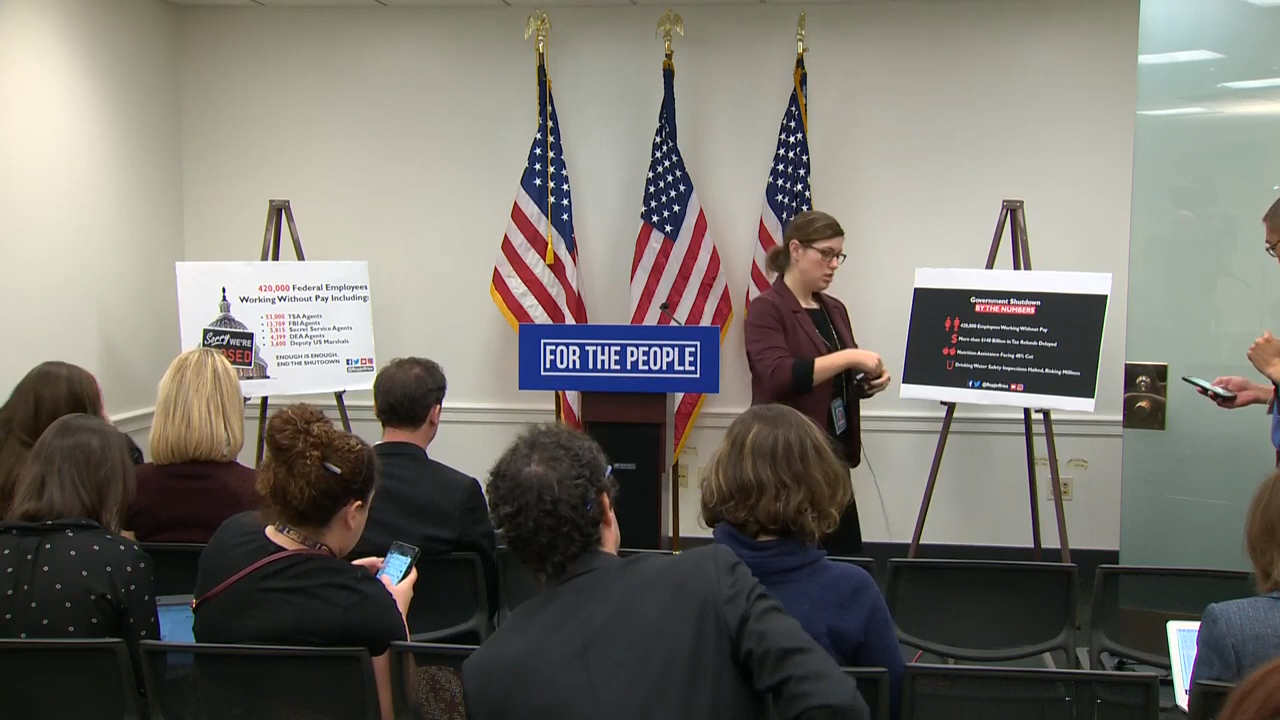 420,000 Federal Employees
Working Without Pay Including:
• 53,000 TSA Agents
• 13,709 FBI Agents
• 5,915 Secret Service Agents
• 4,399 DEA Agents
• 3,600 Deputy US Marshals
Sorry WE'RE
CLOSED
ENOUGH IS ENOUGH.
END THE SHUTDOWN
@RepJeffries
FOR THE PEOPLE
Government Shutdown
BY THE NUMBERS
420,000 Employees Working Without Pay
More than $140 Billion in Tax Refunds Delayed
Nutrition Assistance Facing 40% Cut
Drinking Water Safety Inspections Halted, Risking Millions
@RepJeffries